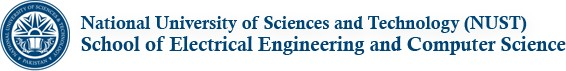 National University of Sciences and Technology (NUST)
School of Electrical Engineering and Computer Science